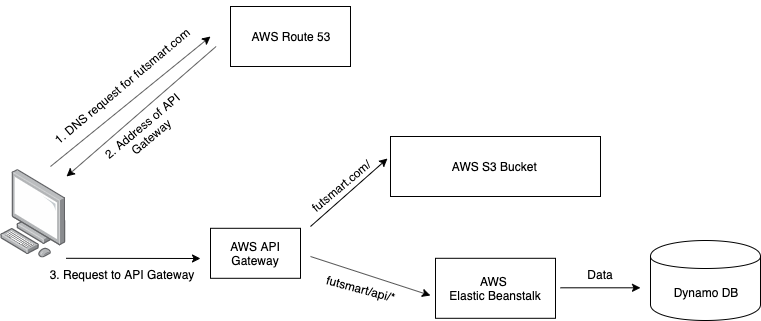 AWS Route 53
1. DNS request for futsmart.com
2. Address of API
Gateway
futsmart.com/
AWS S3 Bucket
AWS API
Gateway
3. Request to API Gateway
futsmart/api/*
AWS
Elastic Beanstalk
Data
Dynamo DB